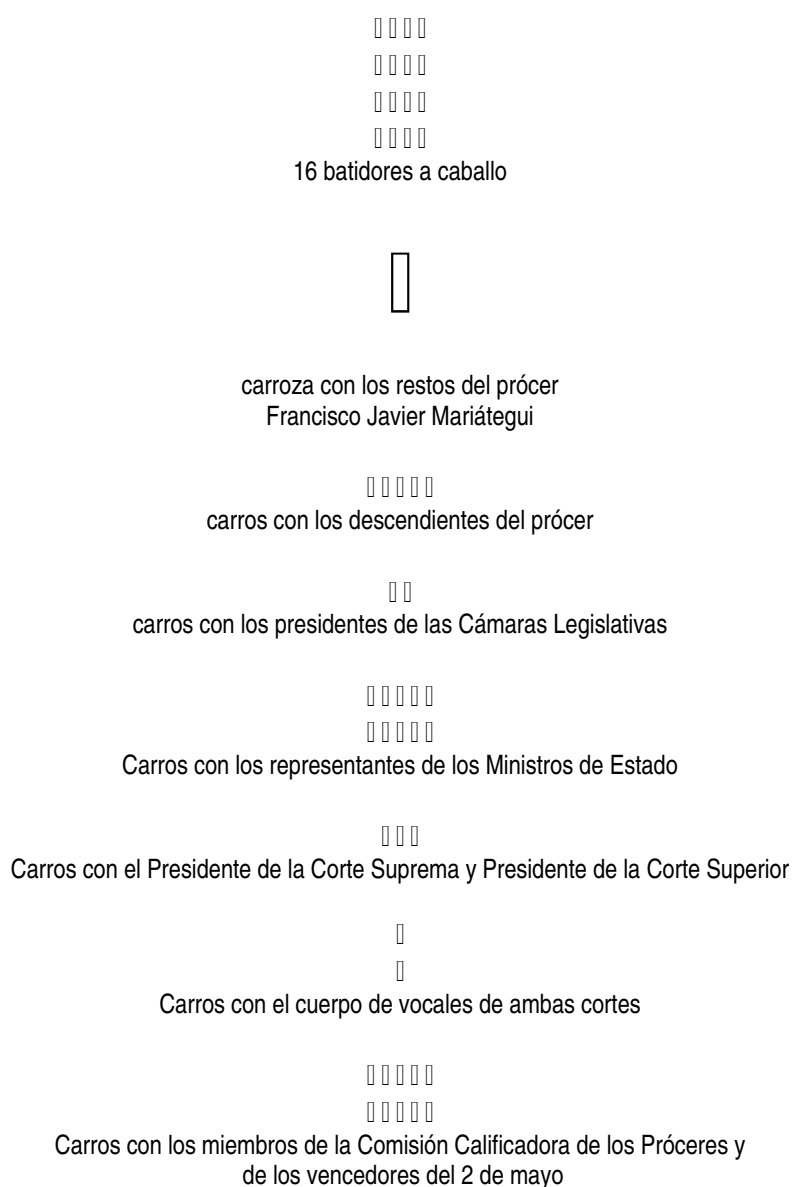 16 batidores a caballo
carroza con los restos del prócer
Francisco Javier Mariátegui
carros con los descendientes del prócer
carros con los presidentes de las Cámaras Legislativas
Carros con los representantes de los Ministros de Estado
Carros con el Presidente de la Corte Suprema y Presidente de la Corte Superior
Carros con el cuerpo de vocales de ambas cortes
Carros con los miembros de la Comisión Calificadora de los Próceres y
de los vencedores del 2 de mayo